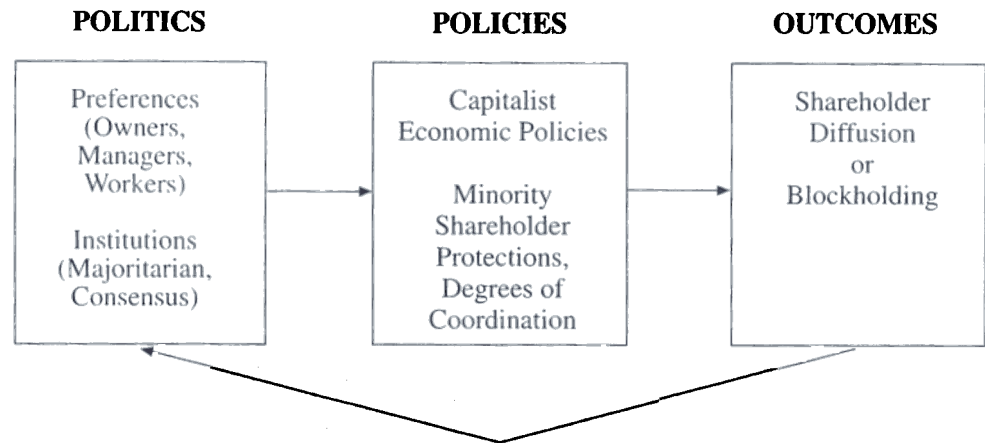 POLITICS
POLICIES
OUTCOMES
Preferences
(Owners,
Managers,
Workers)
Institutions
(Majoritarian,
Consensus)
Capitalist
Economic Policies
Minority
Shareholder
Protections,
Degrees of
Coordination
Shareholder
Diffusion
or
Blockholding